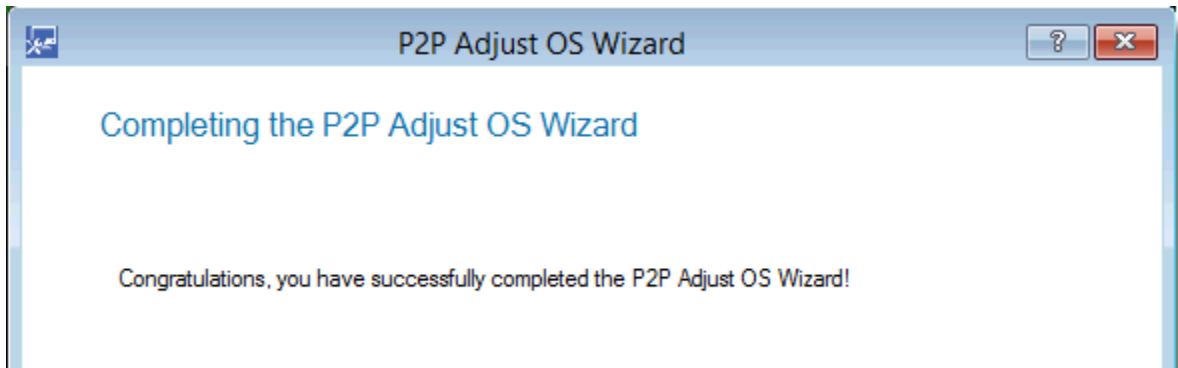 P2P Adjust OS Wizard
Completing the P2P Adjust OS Wizard
Congratulations, you have successfully completed the P2P Adjust OS Wizard!